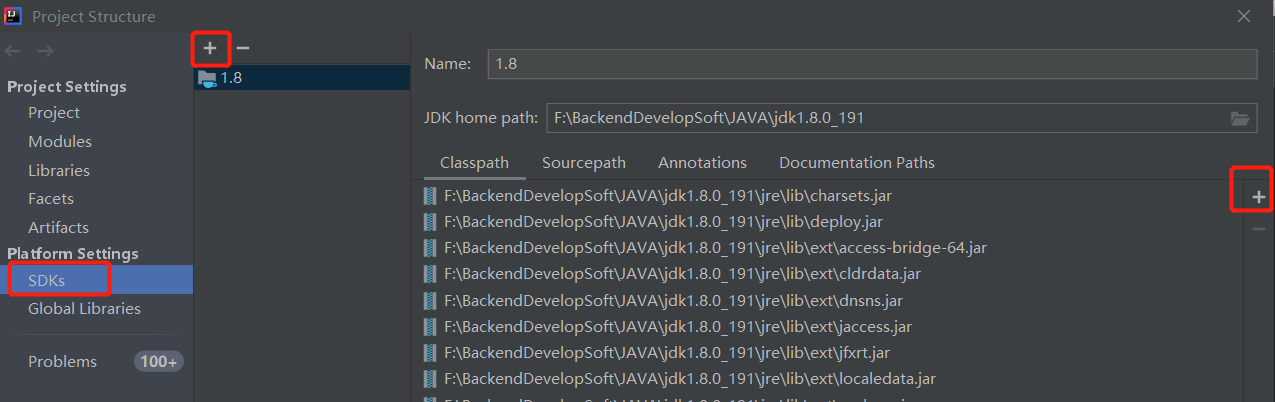 Project Structure
Project Settings
Project
Modules
Libraries
Facets
Artifacts
Platform Settings
SDKs
Global Libraries
Problems 100+
1.8
Name: 1.8
JDK home path: F:\BackendDevelopSoft\JAVA\jdk1.8.0_191
Classpath Sourcepath Annotations Documentation Paths
F:\BackendDevelopSoft\JAVA\jdk1.8.0_191\jre\lib\charsets.jar
F:\BackendDevelopSoft\JAVA\jdk1.8.0_191\jre\lib\deploy.jar
F:\BackendDevelopSoft\JAVA\jdk1.8.0_191\jre\lib\ext\access-bridge-64.jar
F:\BackendDevelopSoft\JAVA\jdk1.8.0_191\jre\lib\ext\cldrdata.jar
F:\BackendDevelopSoft\JAVA\jdk1.8.0_191\jre\lib\ext\dnsns.jar
F:\BackendDevelopSoft\JAVA\jdk1.8.0_191\jre\lib\ext\jaccess.jar
F:\BackendDevelopSoft\JAVA\jdk1.8.0_191\jre\lib\ext\jfxrt.jar
F:\BackendDevelopSoft\JAVA\jdk1.8.0_191\jre\lib\ext\localedata.jar